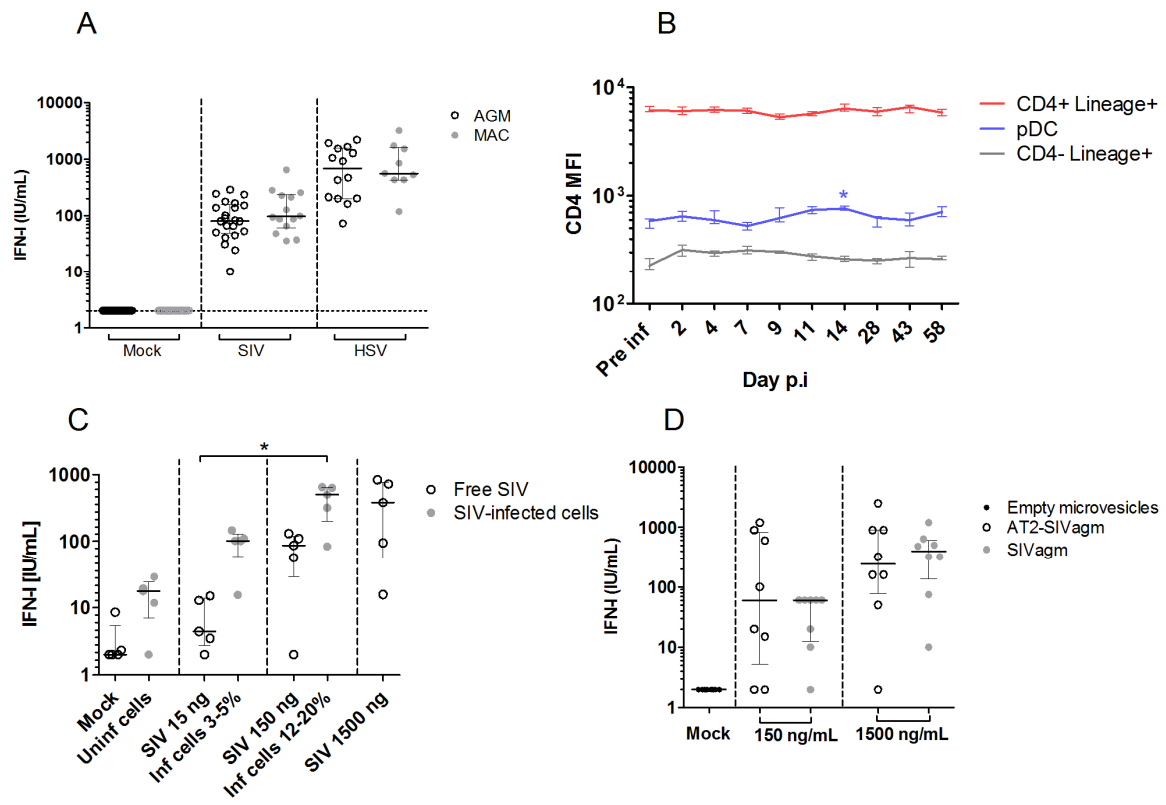 A
IFN-I (IU/mL)
10000
1000
100
10
1
Mock
SIV
HSV
AGM
MAC
B
CD4 MFI
10⁴
10³
10²
*
Pre inf
2
4
7
9
11
14
28
43
58
Day p.i
CD4+ Lineage+
pDC
CD4- Lineage+
C
IFN-I [IU/mL]
1000
100
10
1
*
Mock
Uninf cells
SIV 15 ng
Inf cells 3-5%
SIV 150 ng
Inf cells 12-20%
SIV 1500 ng
Free SIV
SIV-infected cells
D
IFN-I (IU/mL)
10000
1000
100
10
1
Mock
150 ng/mL
1500 ng/mL
Empty microvesicles
AT2-SIVagm
SIVagm